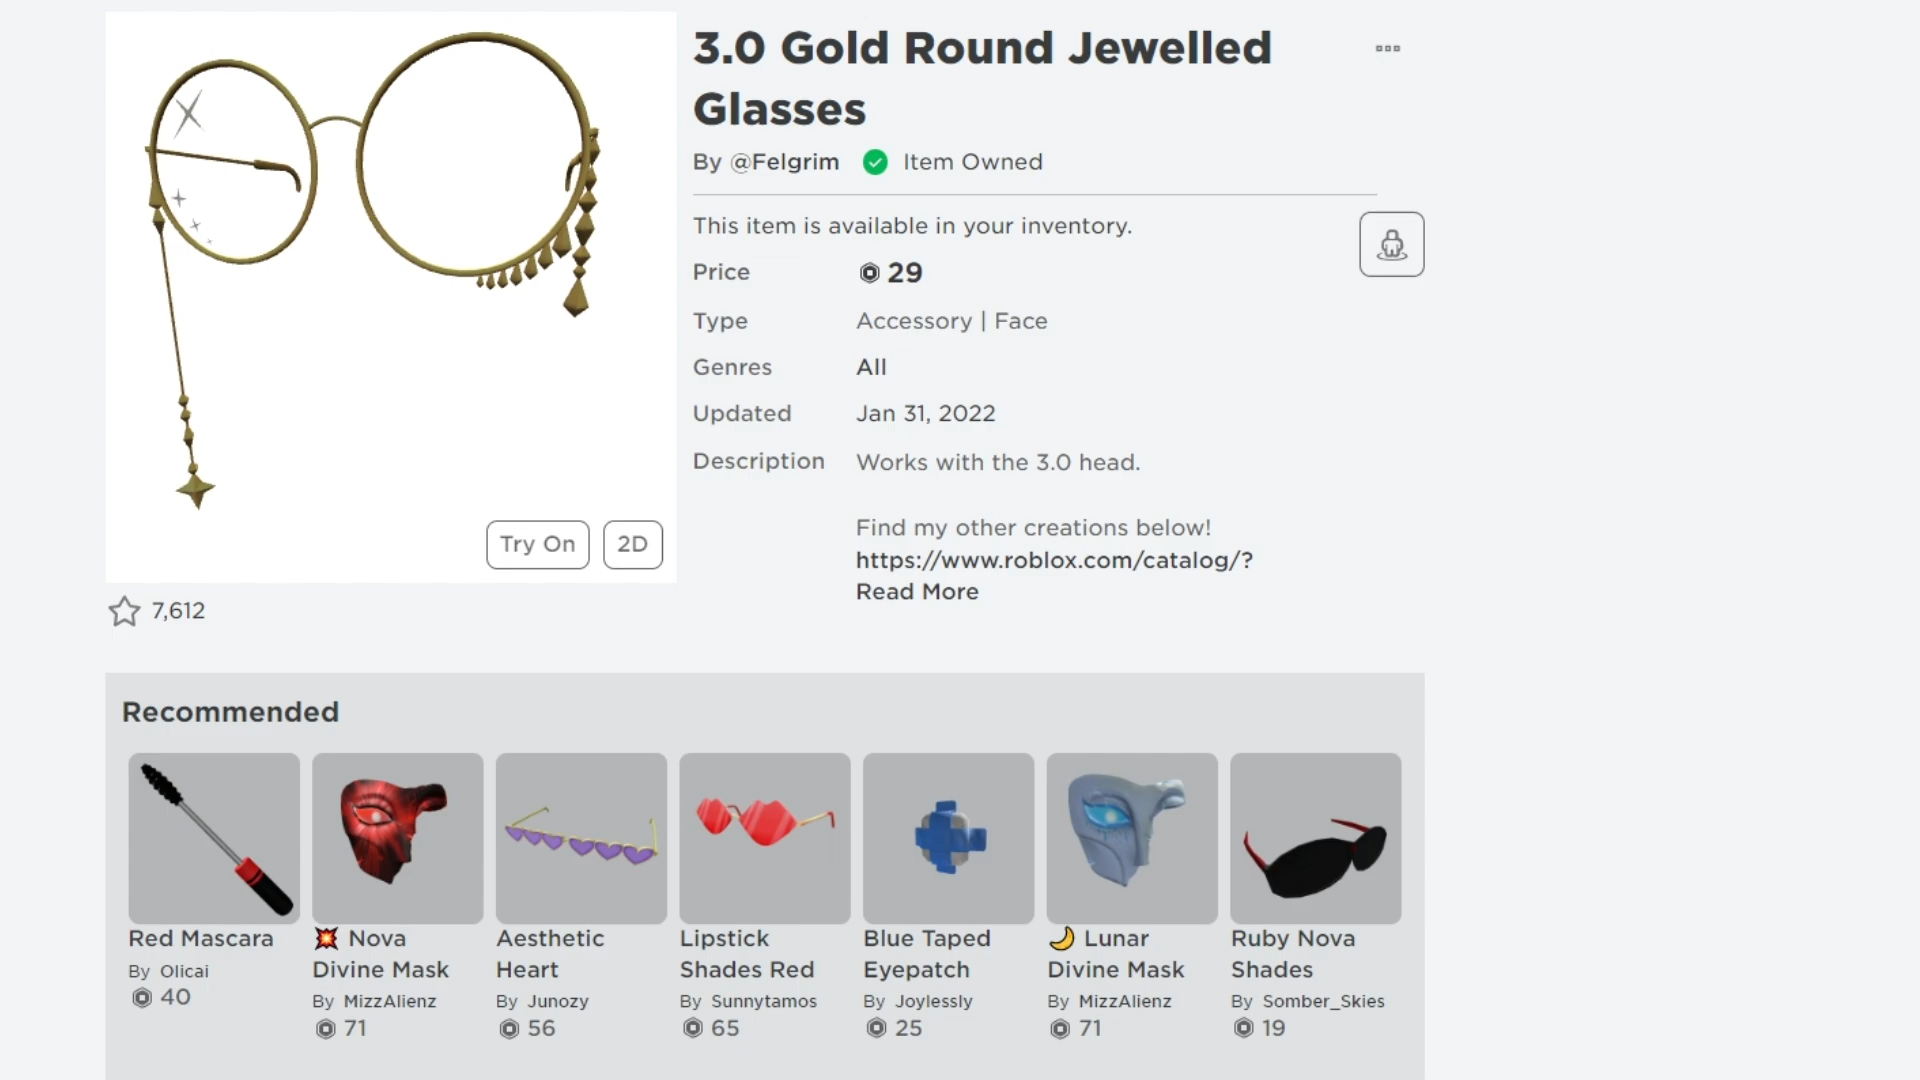 3.0 Gold Round Jewelled
Glasses
By @Felgrim Item Owned
This item is available in your inventory.
Price 29
Type Accessory | Face
Genres All
Updated Jan 31, 2022
Description Works with the 3.0 head.
Find my other creations below!
https://www.roblox.com/catalog/?
Read More
Try On 2D
7,612
Recommended
Red Mascara
By Olicai
40
Nova
Divine Mask
By MizzAlienz
71
Aesthetic
Heart
By Junozy
56
Lipstick
Shades Red
By Sunnytamos
65
Blue Taped
Eyepatch
By Joylessly
25
Lunar
Divine Mask
By MizzAlienz
71
Ruby Nova
Shades
By Somber_Skies
19